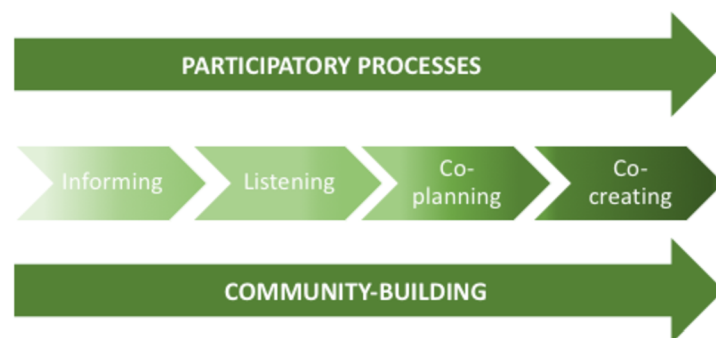 PARTICIPATORY PROCESSES
Informing
Listening
Co-
planning
Co-
creating
COMMUNITY-BUILDING